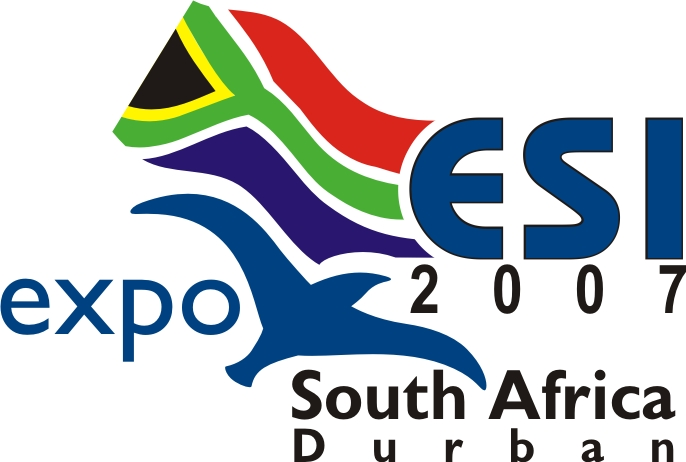 expo ESI
2007
South Africa
Durban